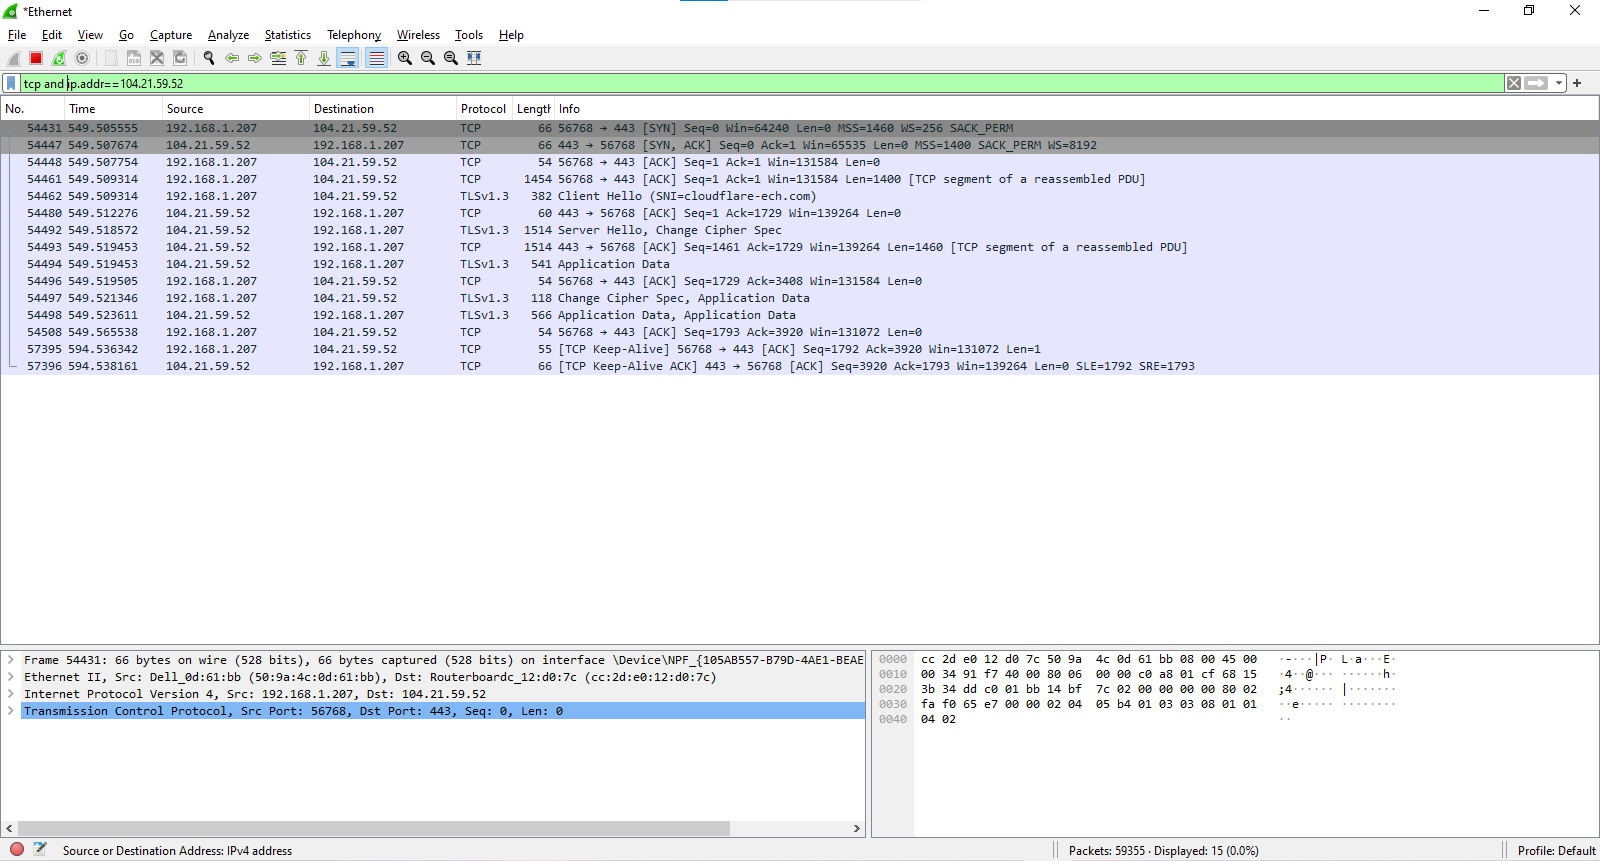 *Ethernet
File Edit View Go Capture Analyze Statistics Telephony Wireless Tools Help
tcp and ip.addr==104.21.59.52
No. Time Source Destination Protocol Length Info
54431 549.505555 192.168.1.207 104.21.59.52 TCP 66 56768 → 443 [SYN] Seq=0 Win=64240 Len=0 MSS=1460 WS=256 SACK_PERM
54447 549.507674 104.21.59.52 192.168.1.207 TCP 66 443 → 56768 [SYN, ACK] Seq=0 Ack=1 Win=65535 Len=0 MSS=1400 SACK_PERM WS=8192
54448 549.507754 192.168.1.207 104.21.59.52 TCP 54 56768 → 443 [ACK] Seq=1 Ack=1 Win=131584 Len=0
54461 549.509314 192.168.1.207 104.21.59.52 TCP 1454 56768 → 443 [ACK] Seq=1 Ack=1 Win=131584 Len=1400 [TCP segment of a reassembled PDU]
54462 549.509314 192.168.1.207 104.21.59.52 TLSv1.3 382 Client Hello (SNI=cloudflare-ech.com)
54480 549.512276 104.21.59.52 192.168.1.207 TCP 60 443 → 56768 [ACK] Seq=1 Ack=1729 Win=139264 Len=0
54492 549.518572 104.21.59.52 192.168.1.207 TLSv1.3 1514 Server Hello, Change Cipher Spec
54493 549.519453 104.21.59.52 192.168.1.207 TCP 1514 443 → 56768 [ACK] Seq=1461 Ack=1729 Win=139264 Len=1460 [TCP segment of a reassembled PDU]
54494 549.519453 104.21.59.52 192.168.1.207 TLSv1.3 541 Application Data
54496 549.519505 192.168.1.207 104.21.59.52 TCP 54 56768 → 443 [ACK] Seq=1729 Ack=3408 Win=131584 Len=0
54497 549.521346 192.168.1.207 104.21.59.52 TLSv1.3 118 Change Cipher Spec, Application Data
54498 549.523611 104.21.59.52 192.168.1.207 TLSv1.3 566 Application Data, Application Data
54508 549.565538 192.168.1.207 104.21.59.52 TCP 54 56768 → 443 [ACK] Seq=1793 Ack=3920 Win=131072 Len=0
57395 594.536342 192.168.1.207 104.21.59.52 TCP 55 [TCP Keep-Alive] 56768 → 443 [ACK] Seq=1792 Ack=3920 Win=131072 Len=1
57396 594.538161 104.21.59.52 192.168.1.207 TCP 66 [TCP Keep-Alive ACK] 443 → 56768 [ACK] Seq=3920 Ack=1793 Win=139264 Len=0 SLE=1792 SRE=1793
Frame 54431: 66 bytes on wire (528 bits), 66 bytes captured (528 bits) on interface \Device\NPF_{105AB557-B79D-4AE1-BEAE
Ethernet II, Src: Dell_0d:61:bb (50:9a:4c:0d:61:bb), Dst: Routerboardc_12:d0:7c (cc:2d:e0:12:d0:7c)
Internet Protocol Version 4, Src: 192.168.1.207, Dst: 104.21.59.52
Transmission Control Protocol, Src Port: 56768, Dst Port: 443, Seq: 0, Len: 0
0000 cc 2d e0 12 d0 7c 50 9a 4c 0d 61 bb 08 00 45 00 ·-···|P· L·a···E·
0010 00 34 91 f7 40 00 80 06 00 00 c0 a8 01 cf 68 15 ·4··@··· ······h·
0020 3b 34 dd c0 01 bb 14 bf 7c 02 00 00 00 00 80 02 ;4······ |·······
0030 fa f0 65 e7 00 00 02 04 05 b4 01 03 03 08 01 01 ··e····· ········
0040 04 02 ··
Source or Destination Address: IPv4 address
Packets: 59355 · Displayed: 15 (0.0%)
Profile: Default